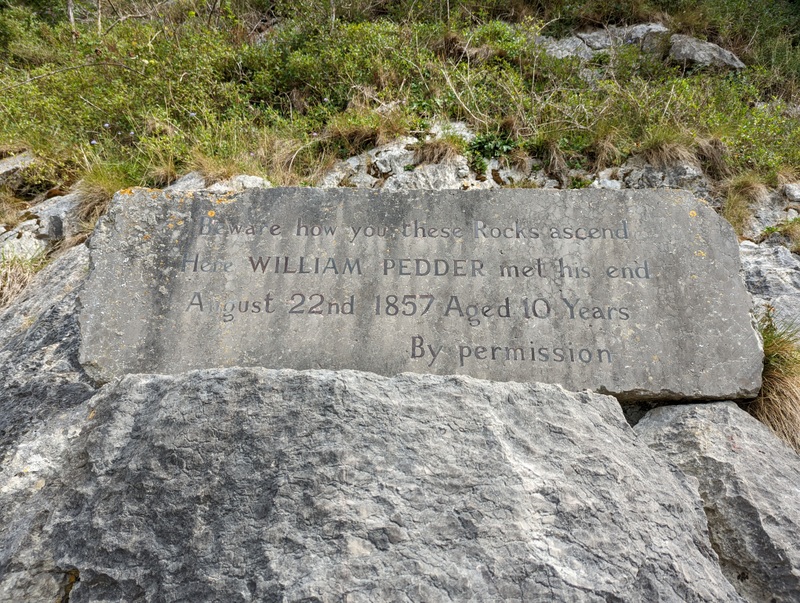 Beware how you these Rocks ascend
Here WILLIAM PEDDER met his end
August 22nd 1857 Aged 10 Years
By permission